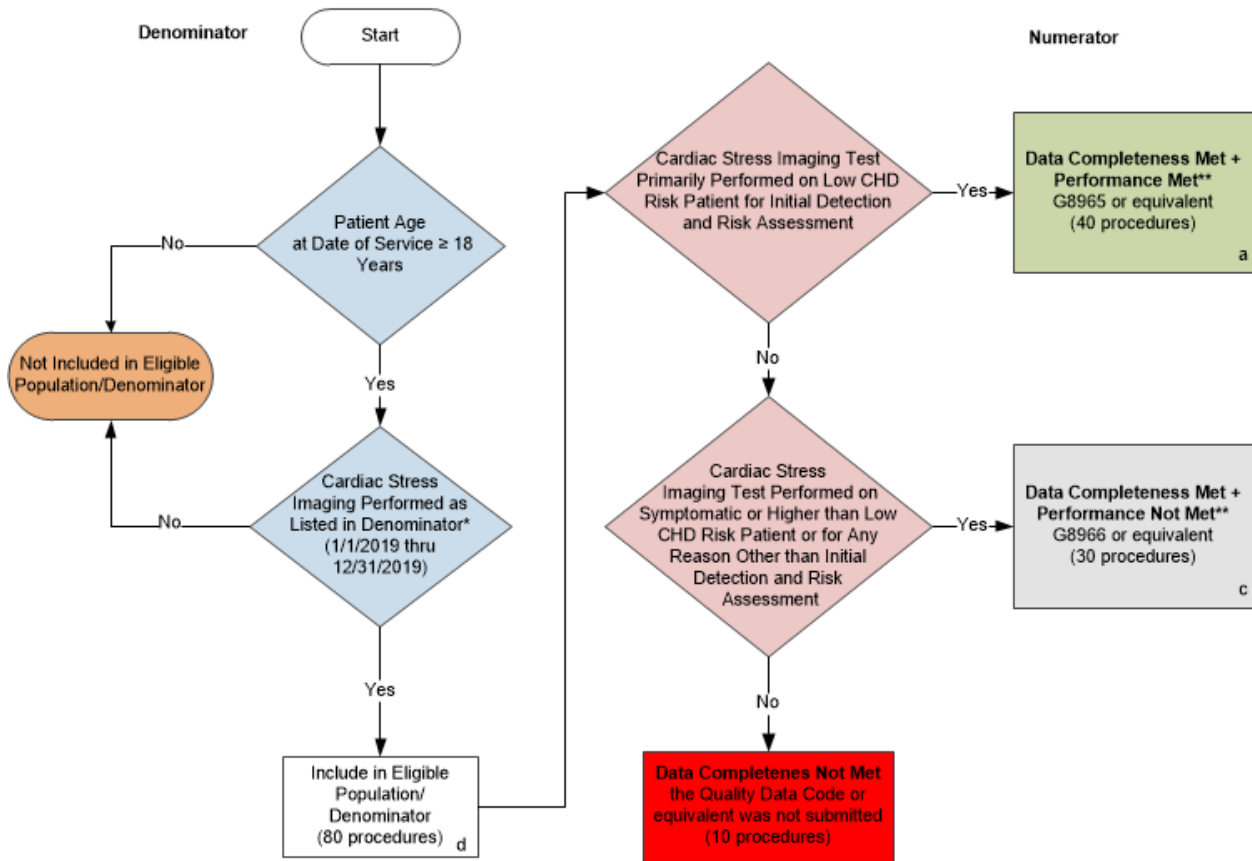 Denominator
Start
Numerator
Patient Age
at Date of Service ≥ 18
Years
No
Not Included in Eligible
Population/Denominator
Yes
Cardiac Stress
Imaging Performed as
Listed in Denominator*
(1/1/2019 thru
12/31/2019)
No
Yes
Include in Eligible
Population/
Denominator
(80 procedures)
d
Cardiac Stress Imaging Test
Primarily Performed on Low CHD
Risk Patient for Initial Detection
and Risk Assessment
Yes
Data Completeness Met +
Performance Met**
G8965 or equivalent
(40 procedures)
a
No
Cardiac Stress
Imaging Test Performed on
Symptomatic or Higher than Low
CHD Risk Patient or for Any
Reason Other than Initial
Detection and Risk
Assessment
Yes
Data Completeness Met +
Performance Not Met**
G8966 or equivalent
(30 procedures)
c
No
Data Completenes Not Met
the Quality Data Code or
equivalent was not submitted
(10 procedures)